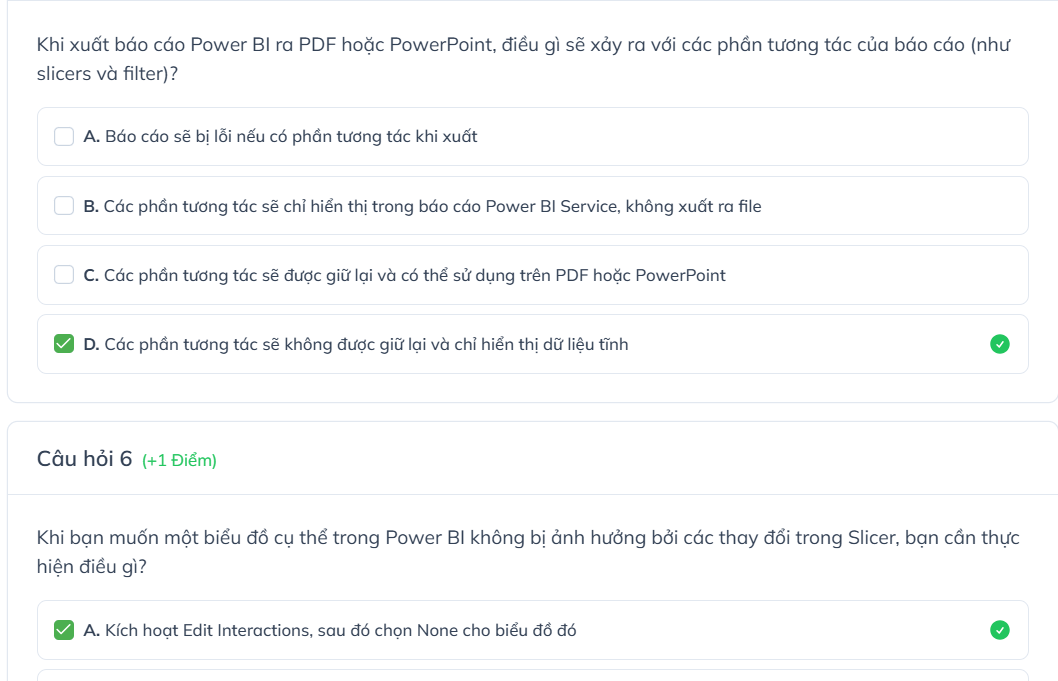 Khi xuất báo cáo Power BI ra PDF hoặc PowerPoint, điều gì sẽ xảy ra với các phần tương tác của báo cáo (như
slicers và filter)?
A. Báo cáo sẽ bị lỗi nếu có phần tương tác khi xuất
B. Các phần tương tác sẽ chỉ hiển thị trong báo cáo Power BI Service, không xuất ra file
C. Các phần tương tác sẽ được giữ lại và có thể sử dụng trên PDF hoặc PowerPoint
D. Các phần tương tác sẽ không được giữ lại và chỉ hiển thị dữ liệu tĩnh
Câu hỏi 6 (+1 Điểm)
Khi bạn muốn một biểu đồ cụ thể trong Power BI không bị ảnh hưởng bởi các thay đổi trong Slicer, bạn cần thực
hiện điều gì?
A. Kích hoạt Edit Interactions, sau đó chọn None cho biểu đồ đó